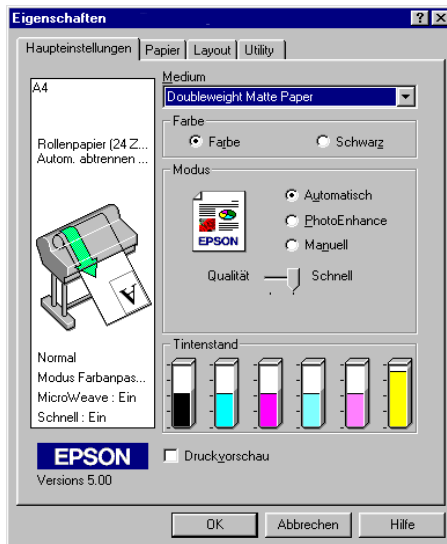 Eigenschaften
Haupteinstellungen Papier Layout Utility
A4
Rollenpapier (24 Z...
Autom. abtrennen ...
A
Normal
Modus Farbanpas...
MicroWeave : Ein
Schnell : Ein
EPSON
Versions 5.00
Medium
Doubleweight Matte Paper
Farbe
Farbe Schwarz
Modus
EPSON
Automatisch
PhotoEnhance
Manuell
Qualität Schnell
Tintenstand
Druckvorschau
OK Abbrechen Hilfe